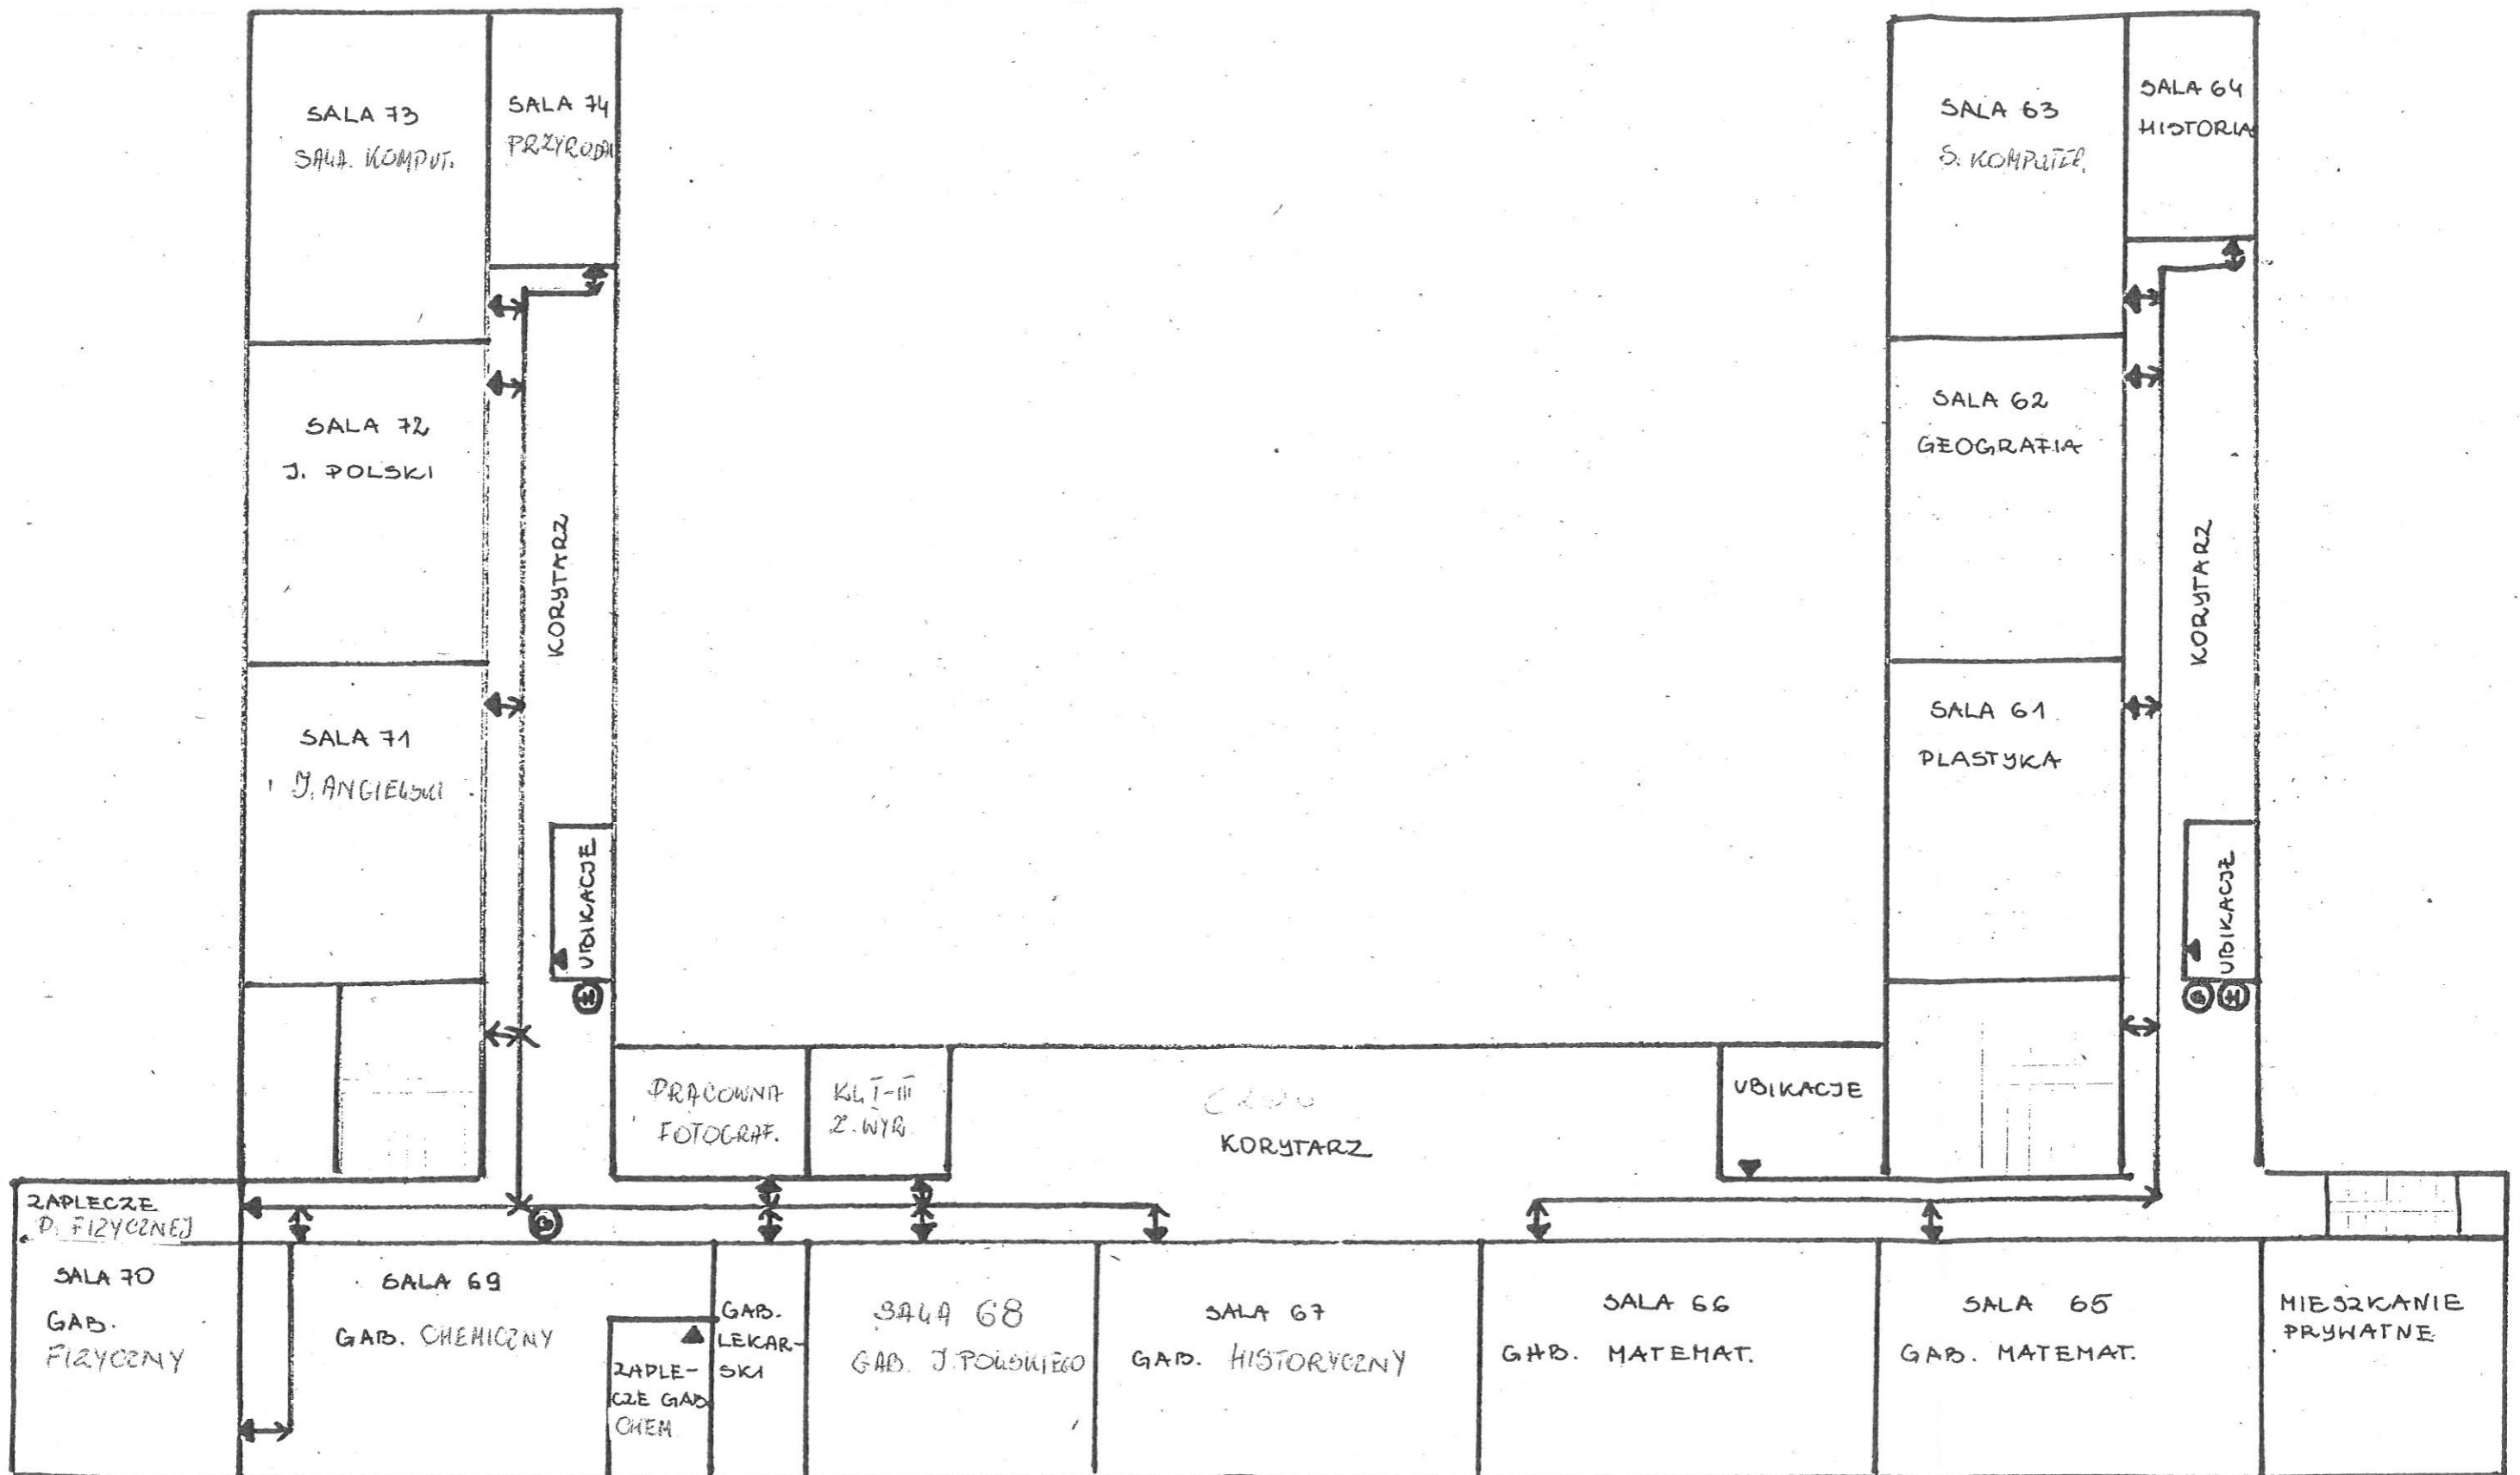 SALA 73
SALA. KOMPUT.
SALA 74
PRZYRODA
SALA 63
S. KOMPUTER.
SALA 64
HISTORIA
SALA 72
J. POLSKI
SALA 62
GEOGRAFIA
KORYTARZ
KORYTARZ
SALA 71
J. ANGIELSKI
SALA 61
PLASTYKA
UBIKACJE
UBIKACJE
PRACOWNA
FOTOGRAF.
KL I-III
Z. WYR
KORYTARZ
UBIKACJE
ZAPLECZE
P. FIZYCZNEJ
SALA 70
GAB.
FIZYCZNY
SALA 69
GAB. CHEMICZNY
ZAPLE-
CZE GAB
CHEM
GAB.
LEKAR-
SKI
SALA 68
GAB. J. POLSKIEGO
SALA 67
GAB. HISTORYCZNY
SALA 66
GAB. MATEMAT.
SALA 65
GAB. MATEMAT.
MIESZKANIE
PRYWATNE